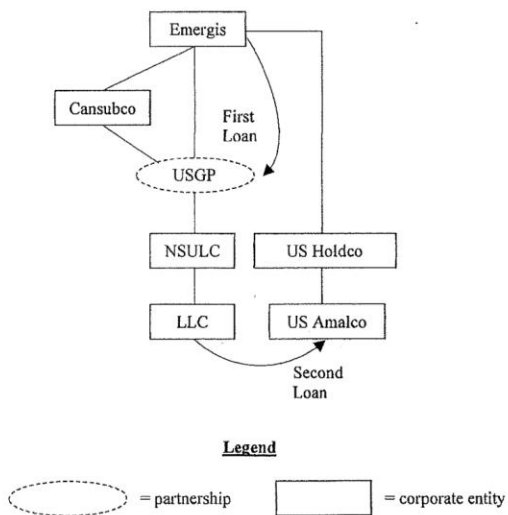 Emergis
Cansubco
First
Loan
USGP
NSULC
US Holdco
LLC
US Amalco
Second
Loan
Legend
= partnership
= corporate entity